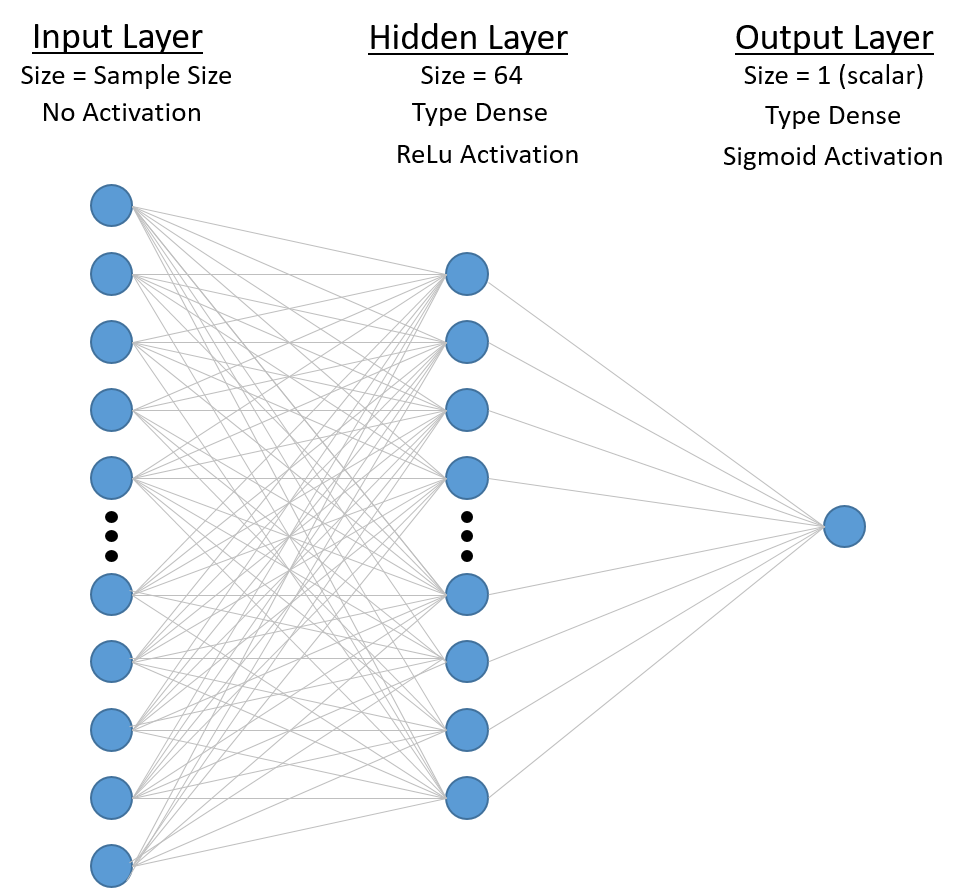 Input Layer
Size = Sample Size
No Activation
Hidden Layer
Size = 64
Type Dense
ReLu Activation
Output Layer
Size = 1 (scalar)
Type Dense
Sigmoid Activation